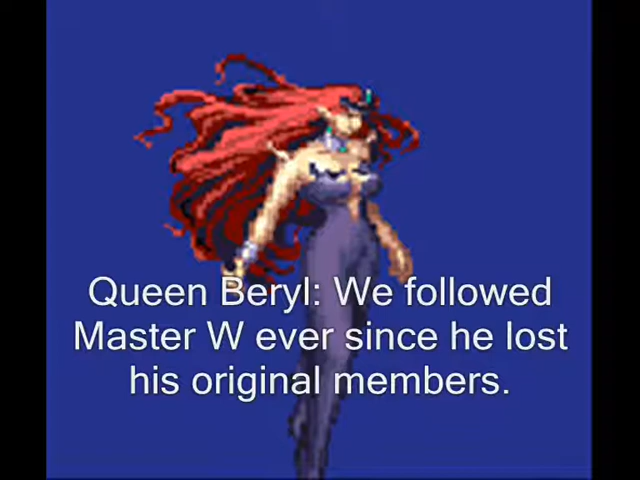 Queen Beryl: We followed
Master W ever since he lost
his original members.